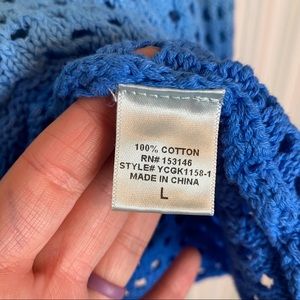 100% COTTON
RN# 153146
STYLE# YCGK1158-1
MADE IN CHINA
L